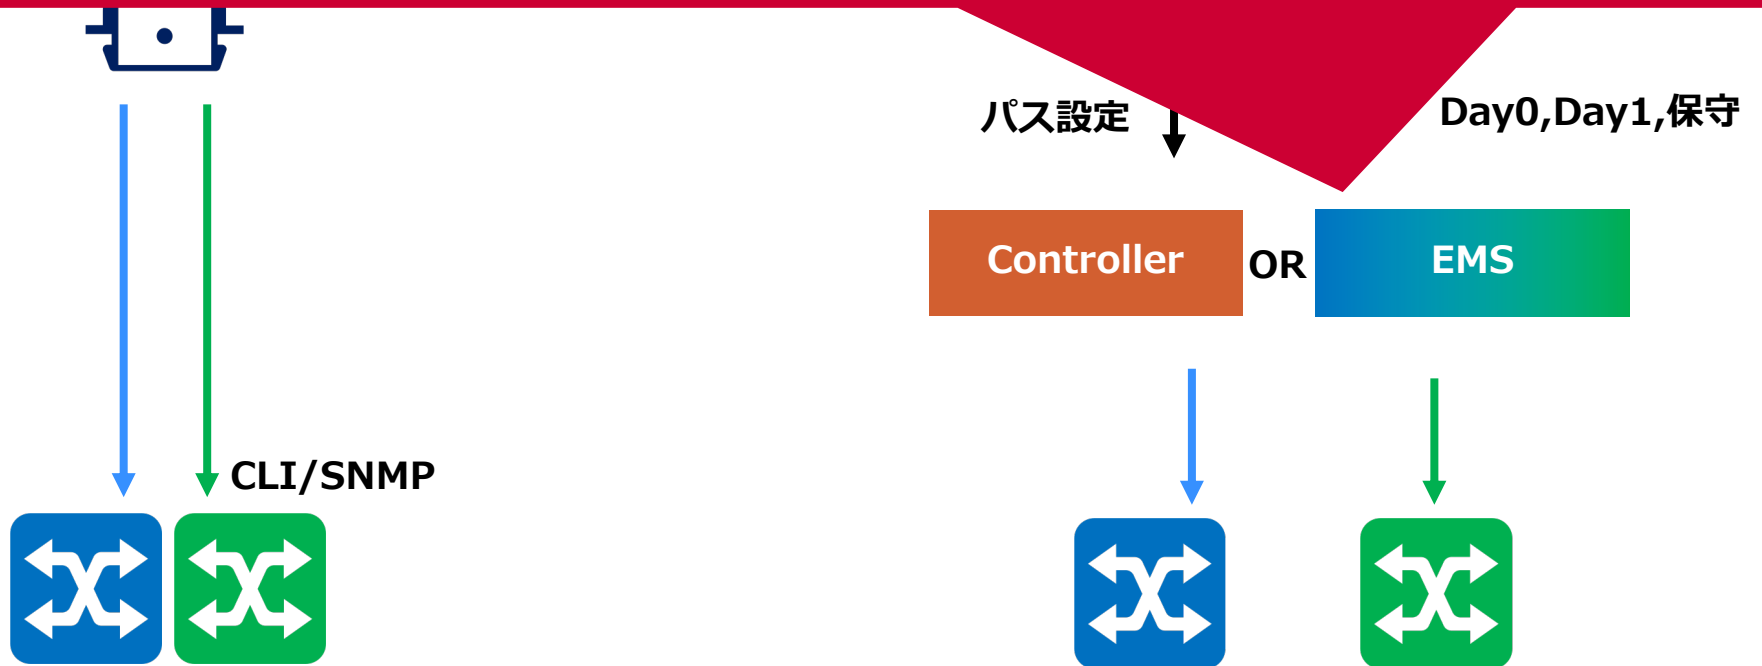 パス設定
Day0,Day1,保守
Controller
OR
EMS
CLI/SNMP